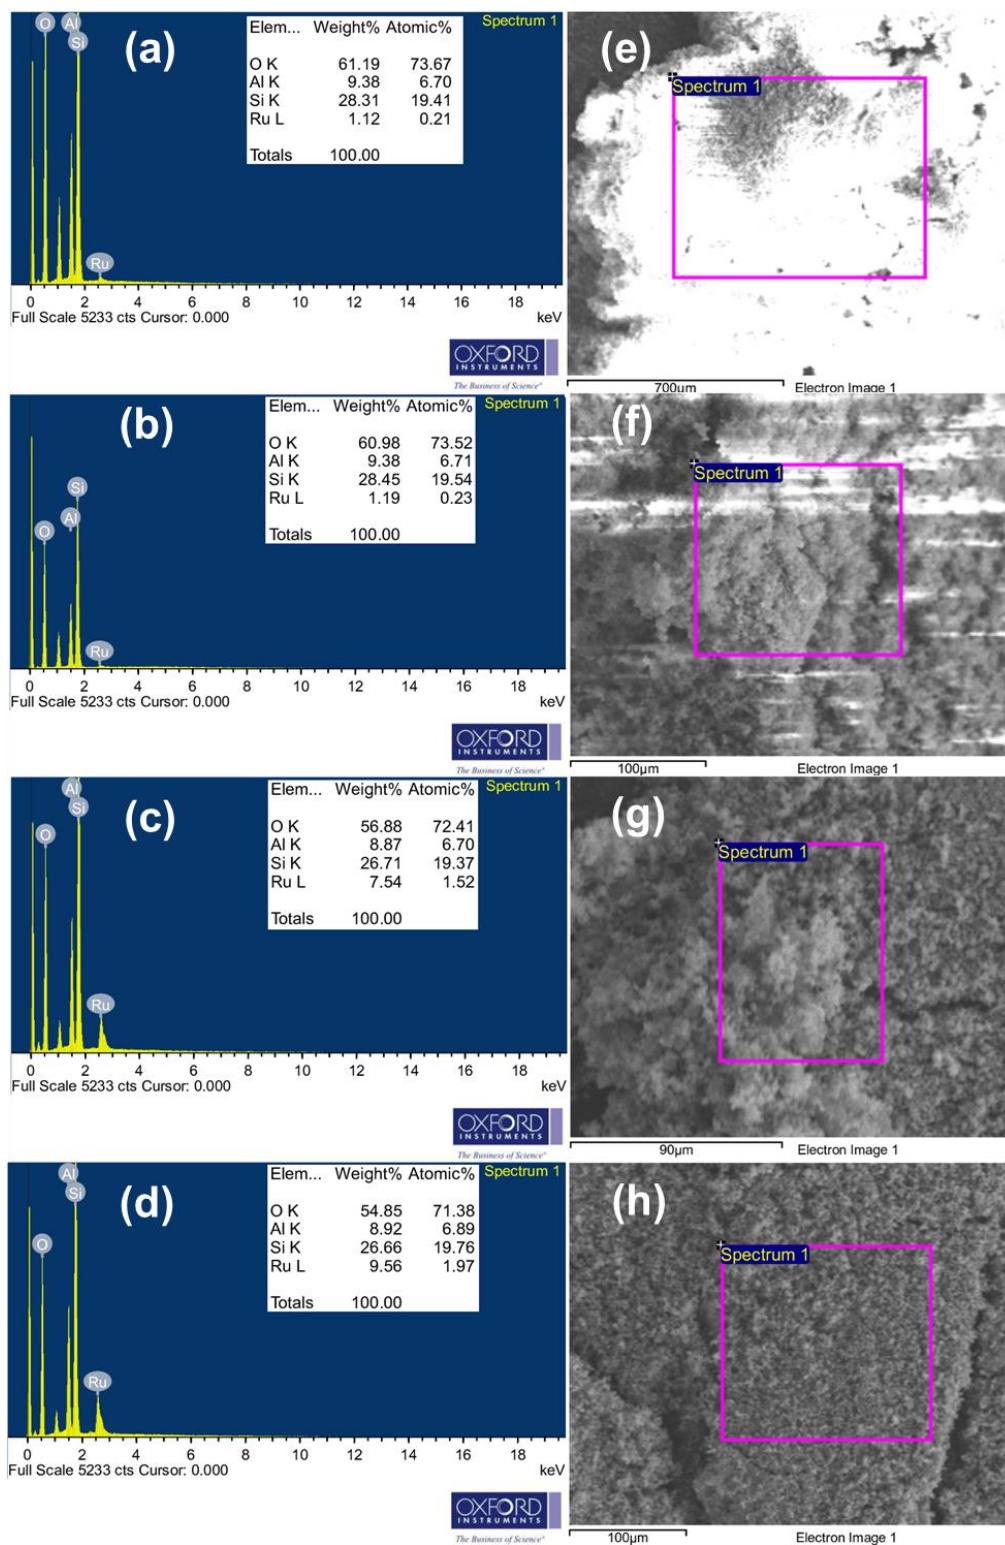 (a)
O Al Si
Elem... Weight% Atomic%
Spectrum 1
O K 61.19 73.67
Al K 9.38 6.70
Si K 28.31 19.41
Ru L 1.12 0.21
Totals 100.00
Ru
0 2 4 6 8 10 12 14 16 18
Full Scale 5233 cts Cursor: 0.000 keV
OXFORD
INSTRUMENTS
The Business of Science®
(e)
Spectrum 1
700µm Electron Image 1
(b)
Elem... Weight% Atomic%
Spectrum 1
O K 60.98 73.52
Al K 9.38 6.71
Si K 28.45 19.54
Ru L 1.19 0.23
Totals 100.00
Si
Al
O
Ru
0 2 4 6 8 10 12 14 16 18
Full Scale 5233 cts Cursor: 0.000 keV
OXFORD
INSTRUMENTS
The Business of Science®
(f)
Spectrum 1
100µm Electron Image 1
(c)
Al
Si
O
Elem... Weight% Atomic%
Spectrum 1
O K 56.88 72.41
Al K 8.87 6.70
Si K 26.71 19.37
Ru L 7.54 1.52
Totals 100.00
Ru
0 2 4 6 8 10 12 14 16 18
Full Scale 5233 cts Cursor: 0.000 keV
OXFORD
INSTRUMENTS
The Business of Science®
(g)
Spectrum 1
90µm Electron Image 1
(d)
Al
Si
O
Elem... Weight% Atomic%
Spectrum 1
O K 54.85 71.38
Al K 8.92 6.89
Si K 26.66 19.76
Ru L 9.56 1.97
Totals 100.00
Ru
0 2 4 6 8 10 12 14 16 18
Full Scale 5233 cts Cursor: 0.000 keV
OXFORD
INSTRUMENTS
The Business of Science®
(h)
Spectrum 1
100µm Electron Image 1